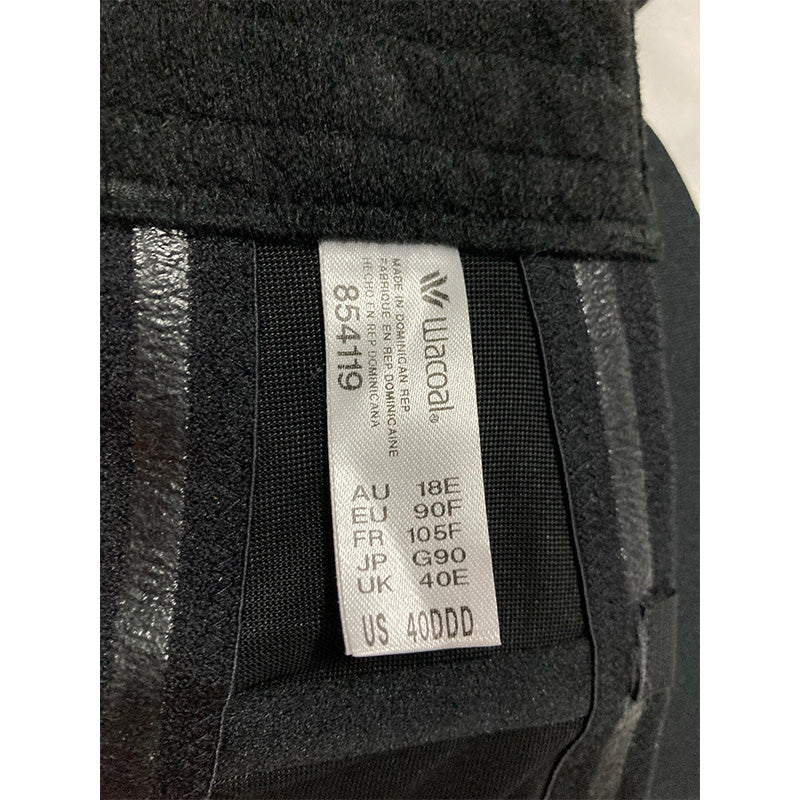 wacoal®
MADE IN DOMINICAN REP
FABRIQUE EN REP.DOMINICAINE
HECHO EN REP.DOMINICANA
854119
AU 18E
EU 90F
FR 105F
JP G90
UK 40E
US 40DDD